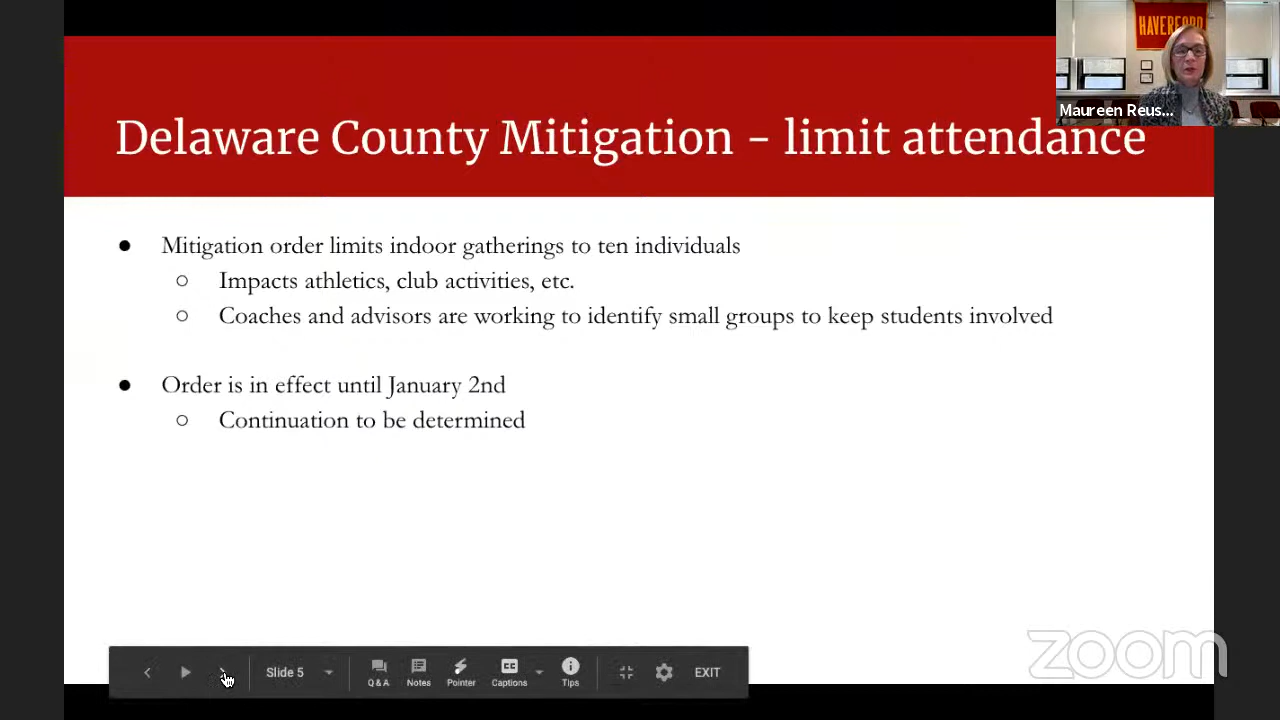 HAVERFORD
Maureen Reus...
Delaware County Mitigation - limit attendance
● Mitigation order limits indoor gatherings to ten individuals
○ Impacts athletics, club activities, etc.
○ Coaches and advisors are working to identify small groups to keep students involved
● Order is in effect until January 2nd
○ Continuation to be determined
zoom
Slide 5
Q & A
Notes
Pointer
CC
Captions
Tips
EXIT